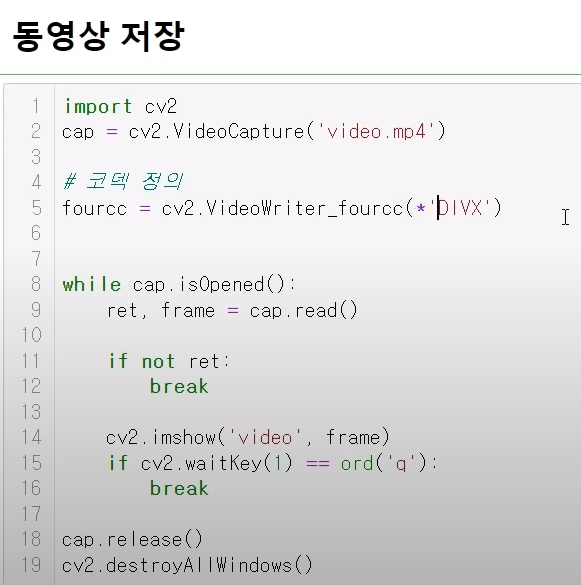 동영상 저장
1 import cv2
2 cap = cv2.VideoCapture('video.mp4')
3
4 # 코덱 정의
5 fourcc = cv2.VideoWriter_fourcc(*'DIVX')
6
7
8 while cap.isOpened():
9     ret, frame = cap.read()
10
11     if not ret:
12         break
13
14     cv2.imshow('video', frame)
15     if cv2.waitKey(1) == ord('q'):
16         break
17
18 cap.release()
19 cv2.destroyAllWindows()